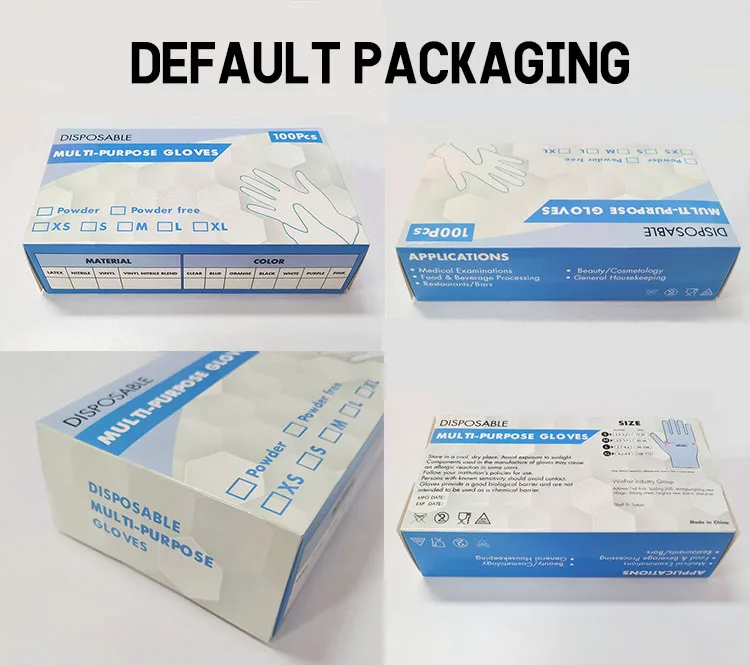 DEFAULT PACKAGING
DISPOSABLE
100Pcs
MULTI-PURPOSE GLOVES
Powder Powder free
XS S M L XL
MATERIAL COLOR
LATEX NITRILE VINYL VINYL NITRILE BLEND CLEAR BLUE ORANGE BLACK WHITE PURPLE PINK
XS S M L XL
Powder Powder free
MULTI-PURPOSE GLOVES
DISPOSABLE
100Pcs
APPLICATIONS
• Medical Examinations
• Food & Beverage Processing
• Restaurants/Bars
• Beauty/Cosmetology
• General Housekeeping
DISPOSABLE
MULTI-PURPOSE GLOVES
Powder Powder free
XS S M L XL
DISPOSABLE
MULTI-PURPOSE
GLOVES
DISPOSABLE
MULTI-PURPOSE GLOVES
Store in a cool, dry place. Avoid exposure to sunlight.
Components used in the manufacture of gloves may cause
an allergic reaction in some users.
Follow your institution's policies for use.
Persons with known sensitivity should avoid contact.
Gloves provide a good biological barrier and are not
intended to be used as a chemical barrier.
MFG DATE:
EXP DATE:
SIZE
Industry Group
Made in China
APPLICATIONS
• Medical Examinations
• Food & Beverage Processing
• Restaurants/Bars
• Beauty/Cosmetology
• General Housekeeping